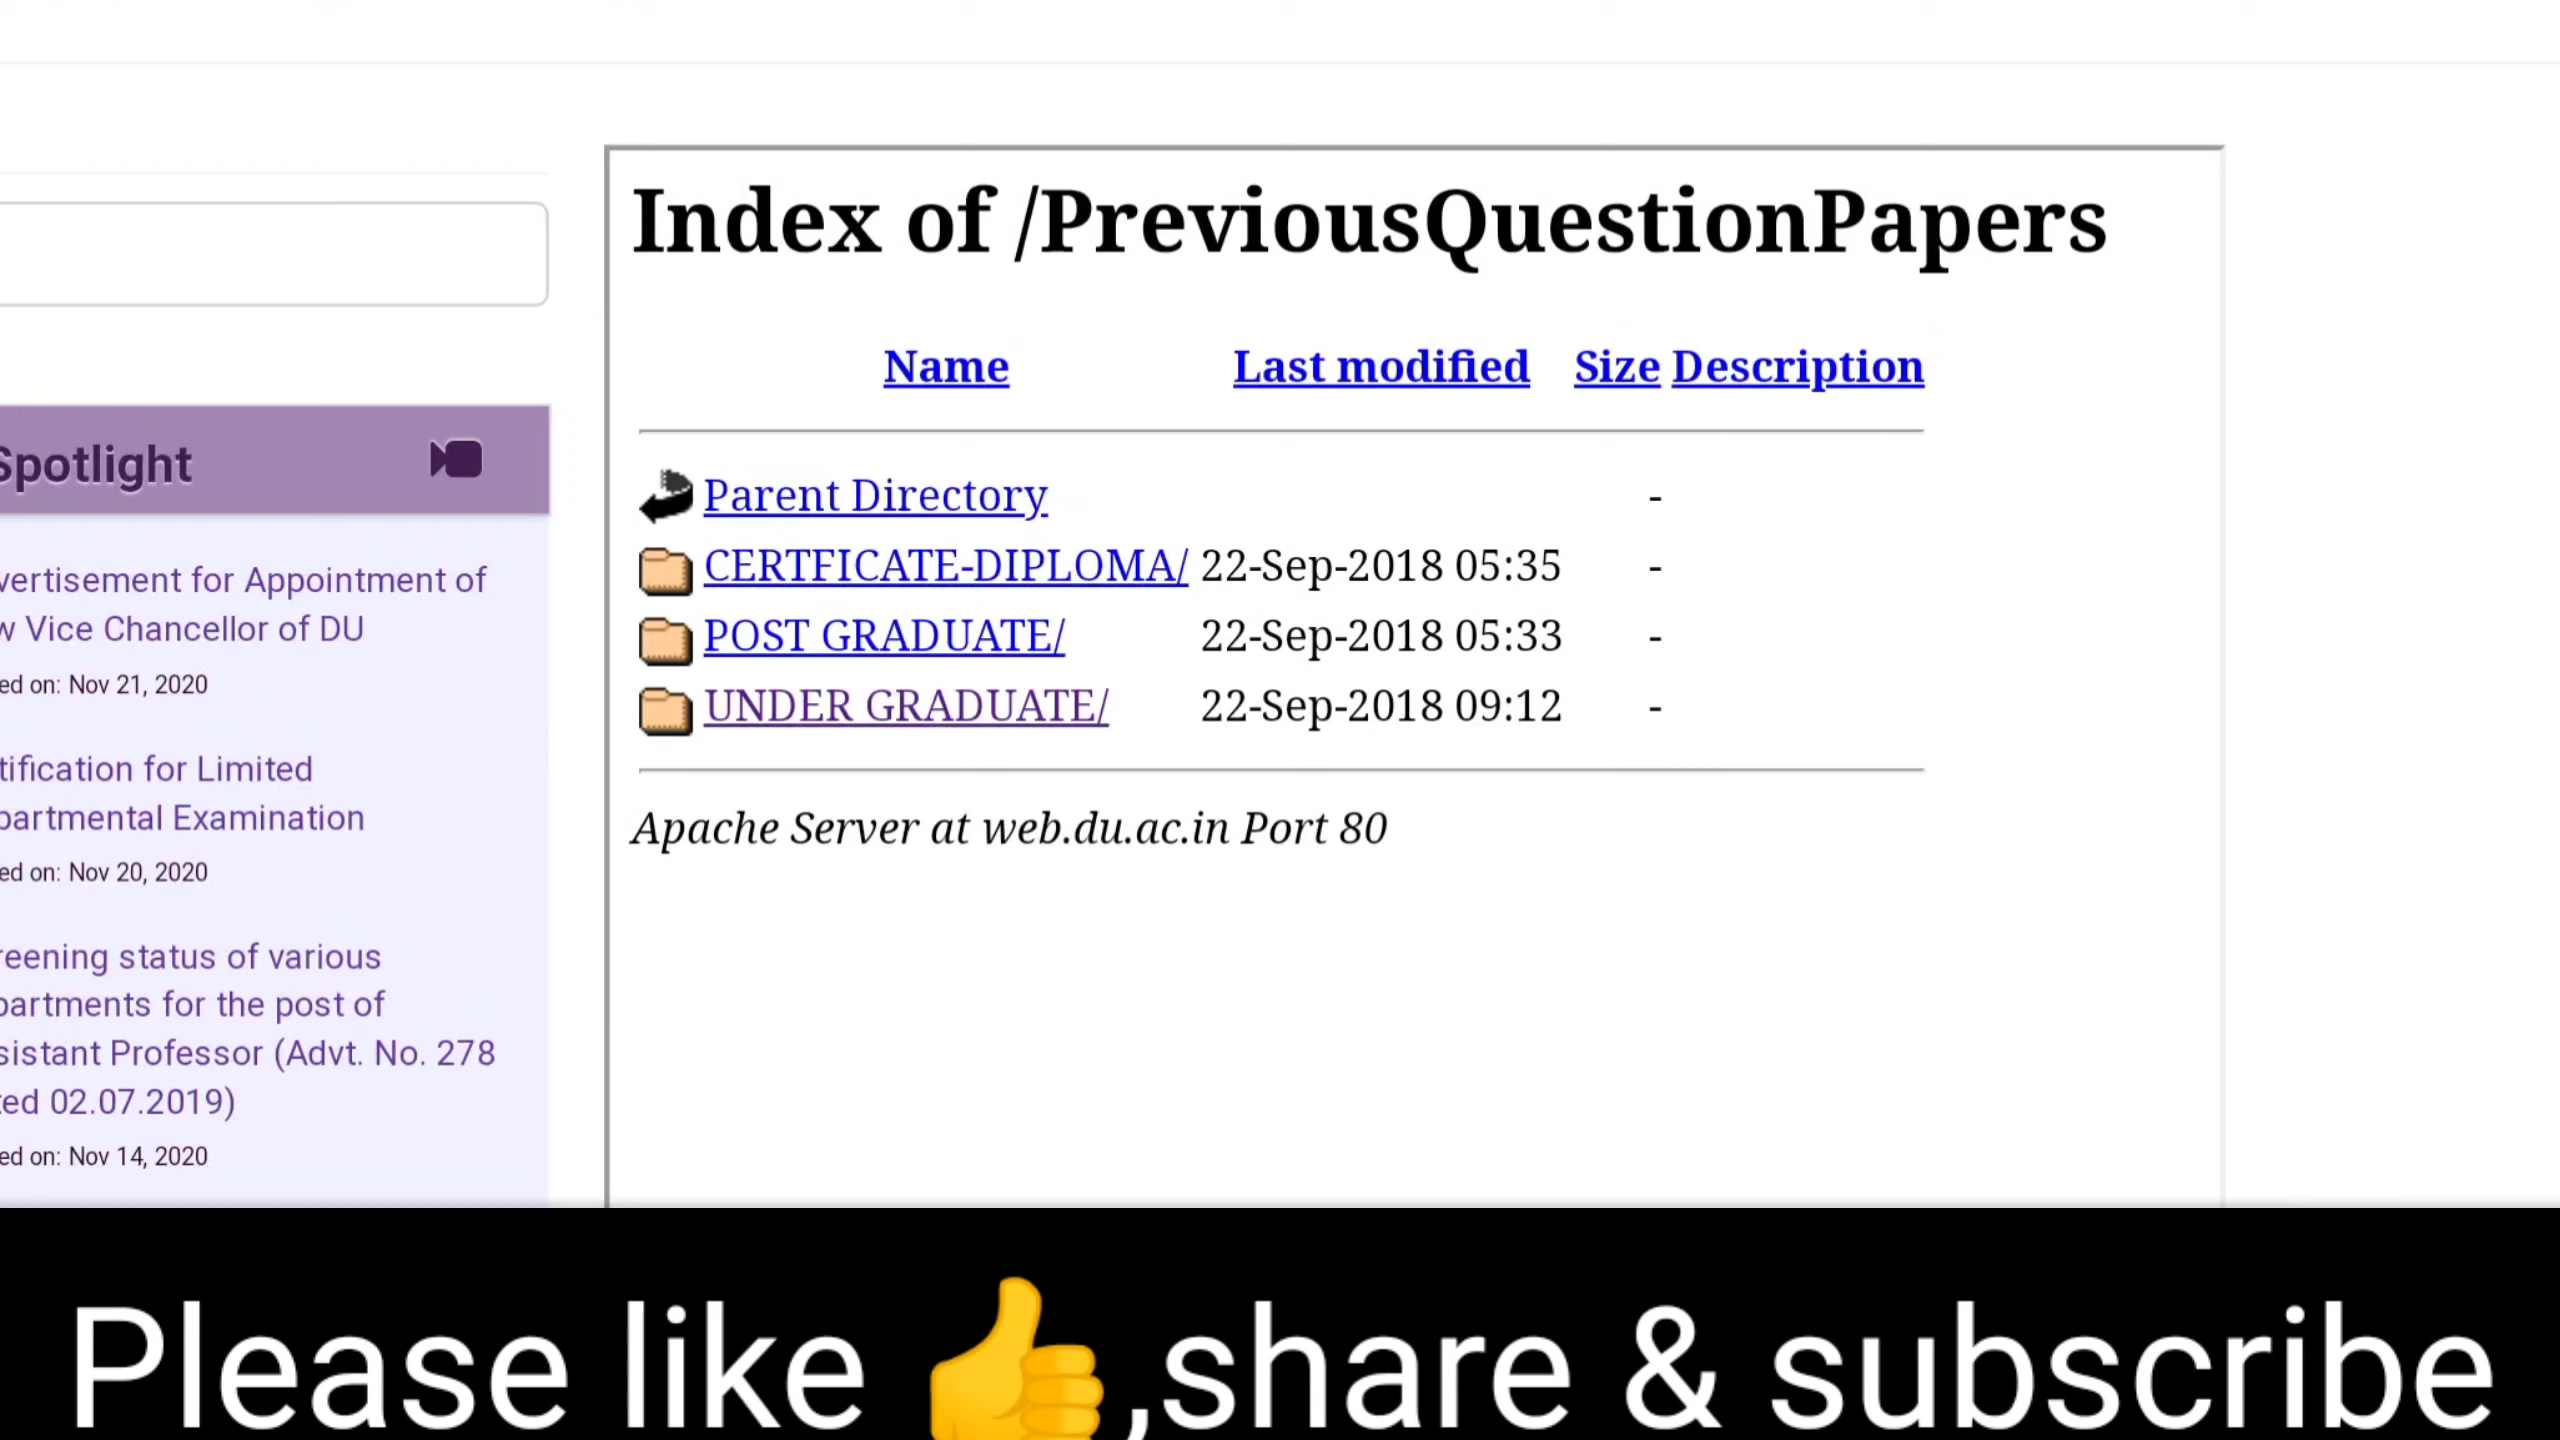 Spotlight
vertisement for Appointment of
w Vice Chancellor of DU
ed on: Nov 21, 2020
tification for Limited
partmental Examination
ed on: Nov 20, 2020
reening status of various
partments for the post of
sistant Professor (Advt. No. 278
ted 02.07.2019)
ed on: Nov 14, 2020
Index of /PreviousQuestionPapers
Name Last modified Size Description
Parent Directory -
CERTFICATE-DIPLOMA/ 22-Sep-2018 05:35 -
POST GRADUATE/ 22-Sep-2018 05:33 -
UNDER GRADUATE/ 22-Sep-2018 09:12 -
Apache Server at web.du.ac.in Port 80
Please like 👍,share & subscribe